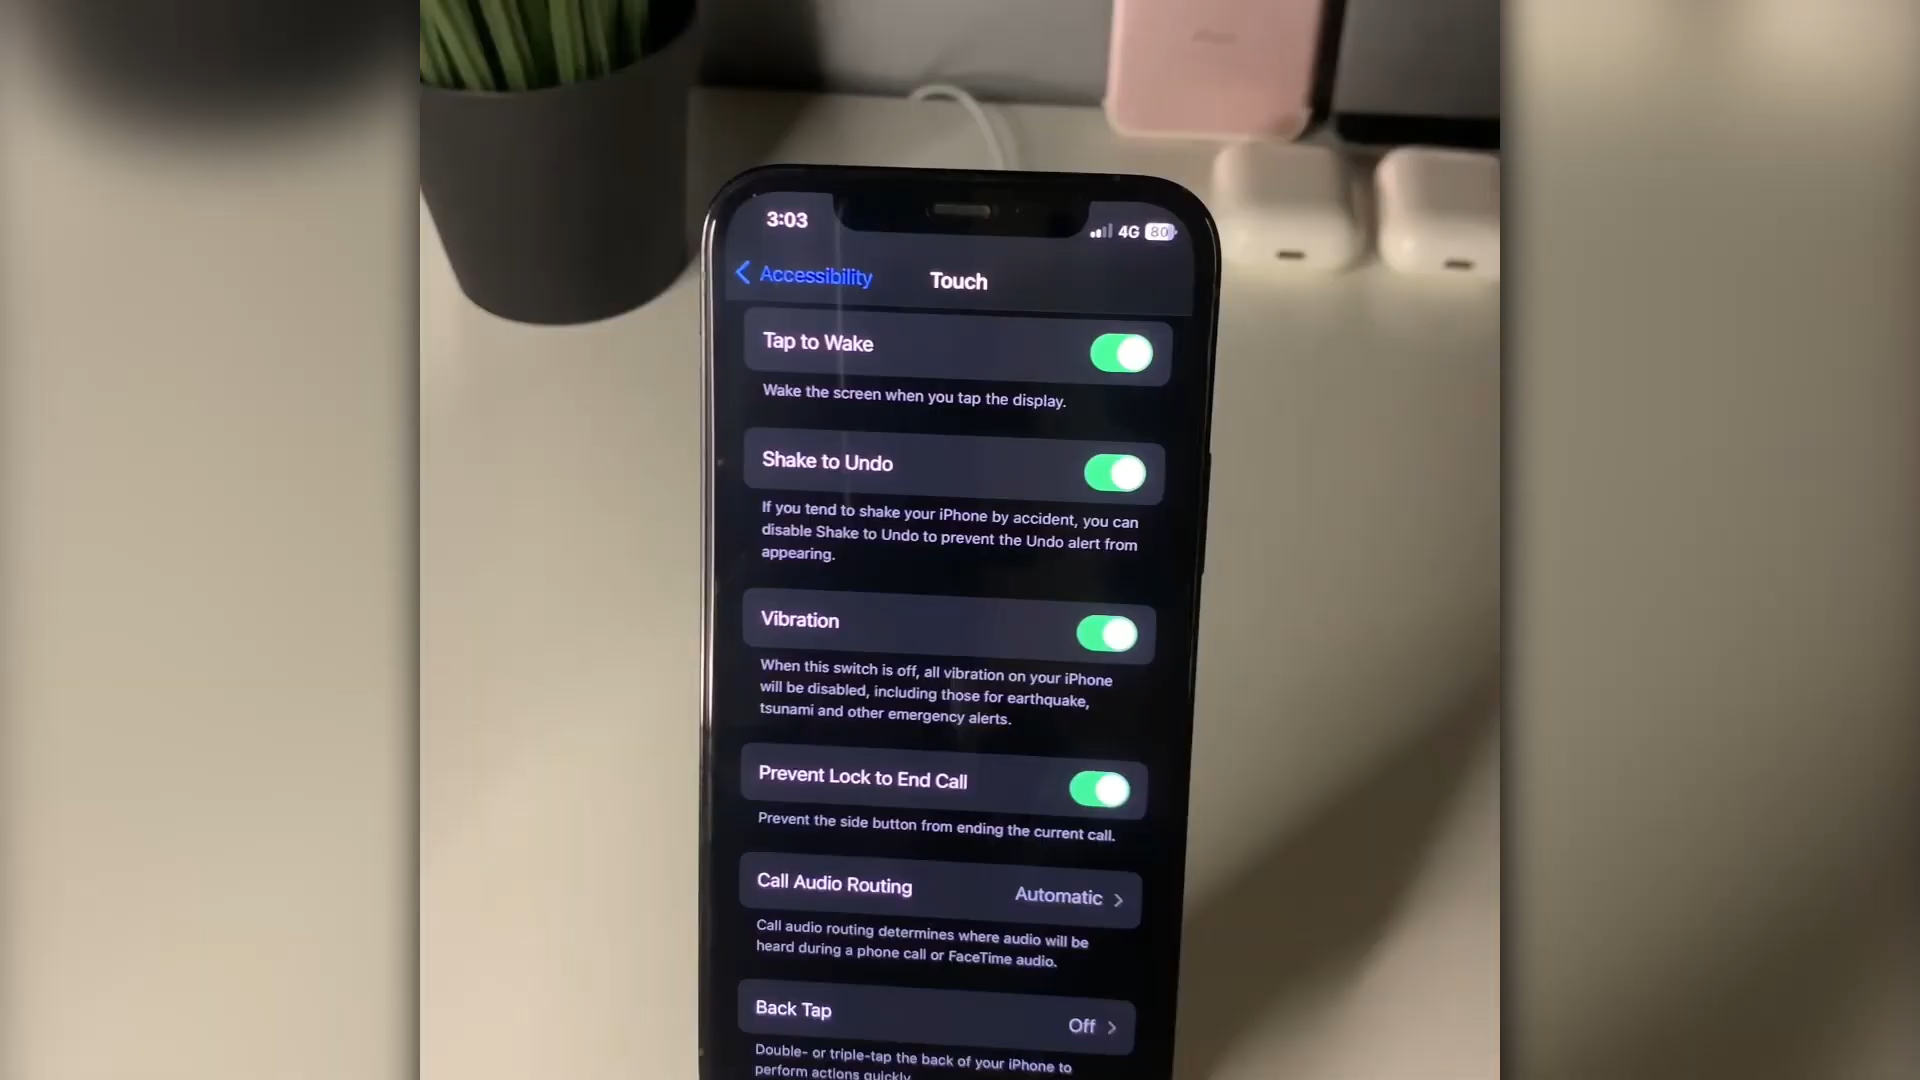 3:03
4G 80
Accessibility Touch
Tap to Wake
Wake the screen when you tap the display.
Shake to Undo
If you tend to shake your iPhone by accident, you can
disable Shake to Undo to prevent the Undo alert from
appearing.
Vibration
When this switch is off, all vibration on your iPhone
will be disabled, including those for earthquake,
tsunami and other emergency alerts.
Prevent Lock to End Call
Prevent the side button from ending the current call.
Call Audio Routing Automatic
Call audio routing determines where audio will be
heard during a phone call or FaceTime audio.
Back Tap Off
Double- or triple-tap the back of your iPhone to
perform actions quickly